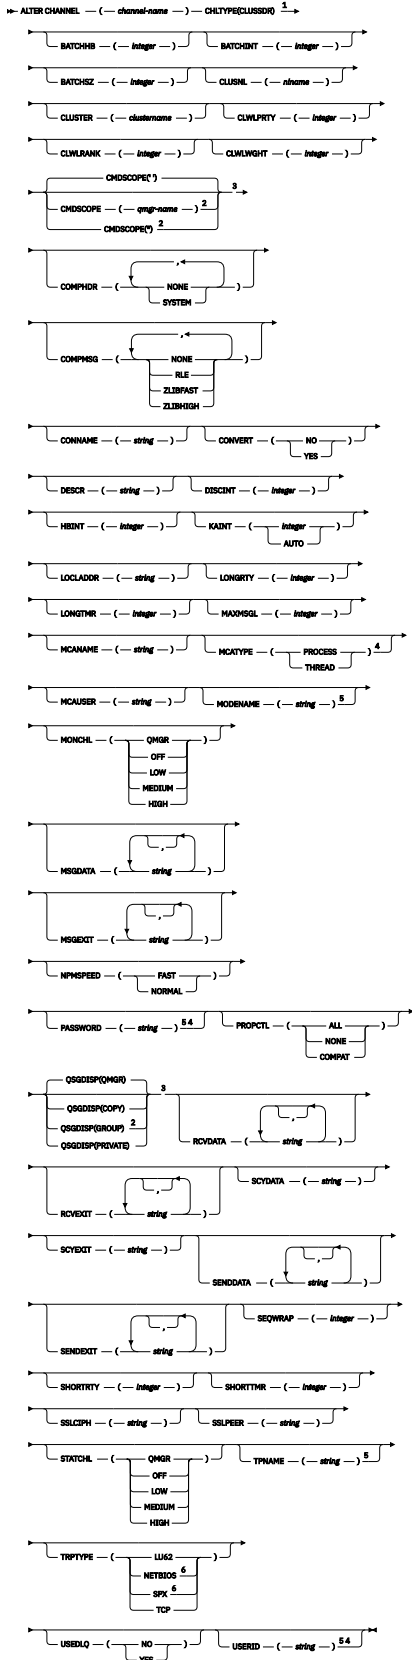 ALTER CHANNEL ( channel-name ) CHLTYPE(CLUSSDR) 1
BATCHHB ( integer ) BATCHINT ( integer )
BATCHSZ ( integer ) CLUSNL ( nlname )
CLUSTER ( clustername ) CLWLPRTY ( integer )
CLWLRANK ( integer ) CLWLWGHT ( integer )
CMDSCOPE(' ') 3
CMDSCOPE ( qmgr-name ) 2
CMDSCOPE(*) 2
,
COMPHDR ( NONE )
SYSTEM
,
COMPMSG ( NONE )
RLE
ZLIBFAST
ZLIBHIGH
CONNAME ( string ) CONVERT ( NO )
YES
DESCR ( string ) DISCINT ( integer )
HBINT ( integer ) KAINT ( integer )
AUTO
LOCLADDR ( string ) LONGRTY ( integer )
LONGTMR ( integer ) MAXMSGL ( integer )
MCANAME ( string ) MCATYPE ( PROCESS ) 4
THREAD
MCAUSER ( string ) MODENAME ( string ) 5
MONCHL ( QMGR )
OFF
LOW
MEDIUM
HIGH
,
MSGDATA ( string )
,
MSGEXIT ( string )
NPMSPEED ( FAST )
NORMAL
PASSWORD ( string ) 5 4 PROPCTL ( ALL )
NONE
COMPAT
QSGDISP(QMGR) 3
QSGDISP(COPY)
QSGDISP(GROUP) 2
QSGDISP(PRIVATE)
,
RCVDATA ( string )
,
RCVEXIT ( string ) SCYDATA ( string )
SCYEXIT ( string )
,
SENDDATA ( string )
,
SENDEXIT ( string ) SEQWRAP ( integer )
SHORTRTY ( integer ) SHORTTMR ( integer )
SSLCIPH ( string ) SSLPEER ( string )
STATCHL ( QMGR ) TPNAME ( string ) 5
OFF
LOW
MEDIUM
HIGH
TRPTYPE ( LU62 )
NETBIOS 6
SPX 6
TCP
USEDLQ ( NO ) USERID ( string ) 5 4
YES